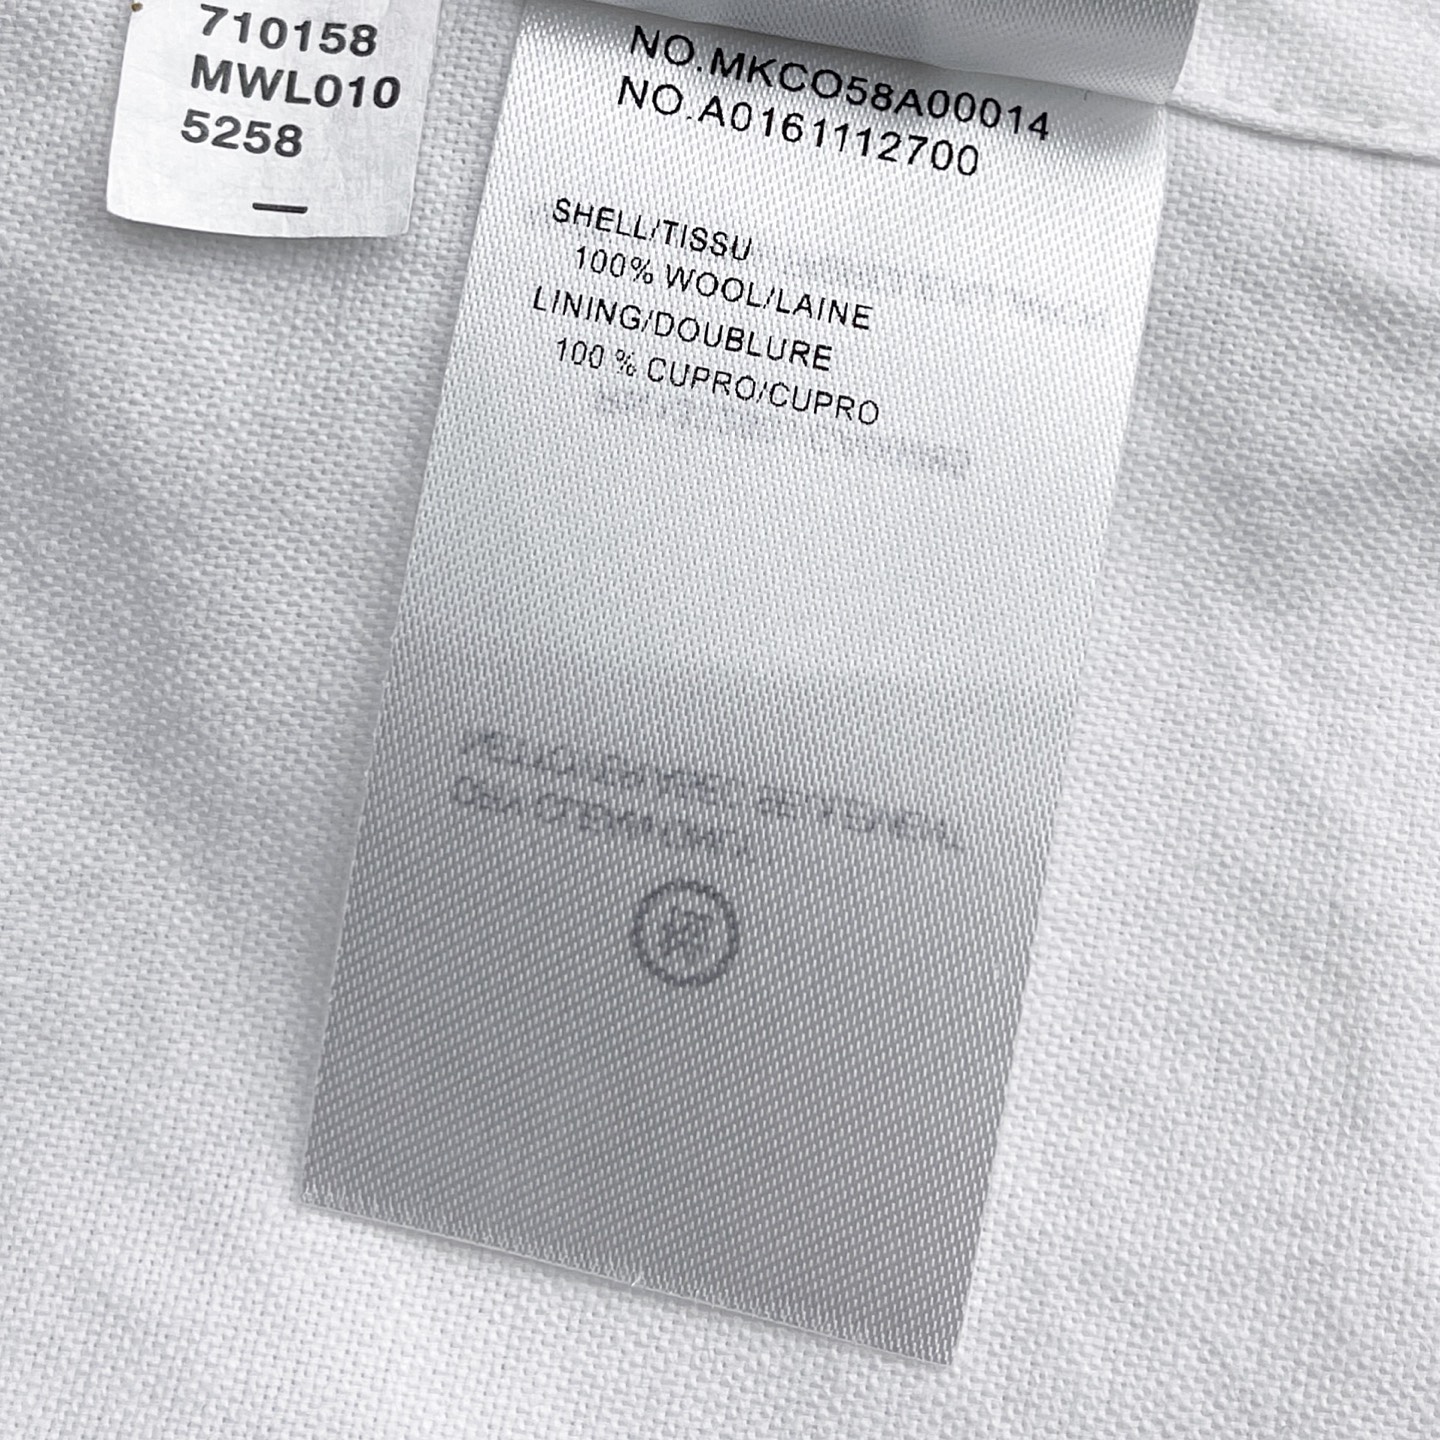 710158
MWL010
5258
NO.MKCO58A00014
NO.A0161112700
SHELL/TISSU
100% WOOL/LAINE
LINING/DOUBLURE
100 % CUPRO/CUPRO